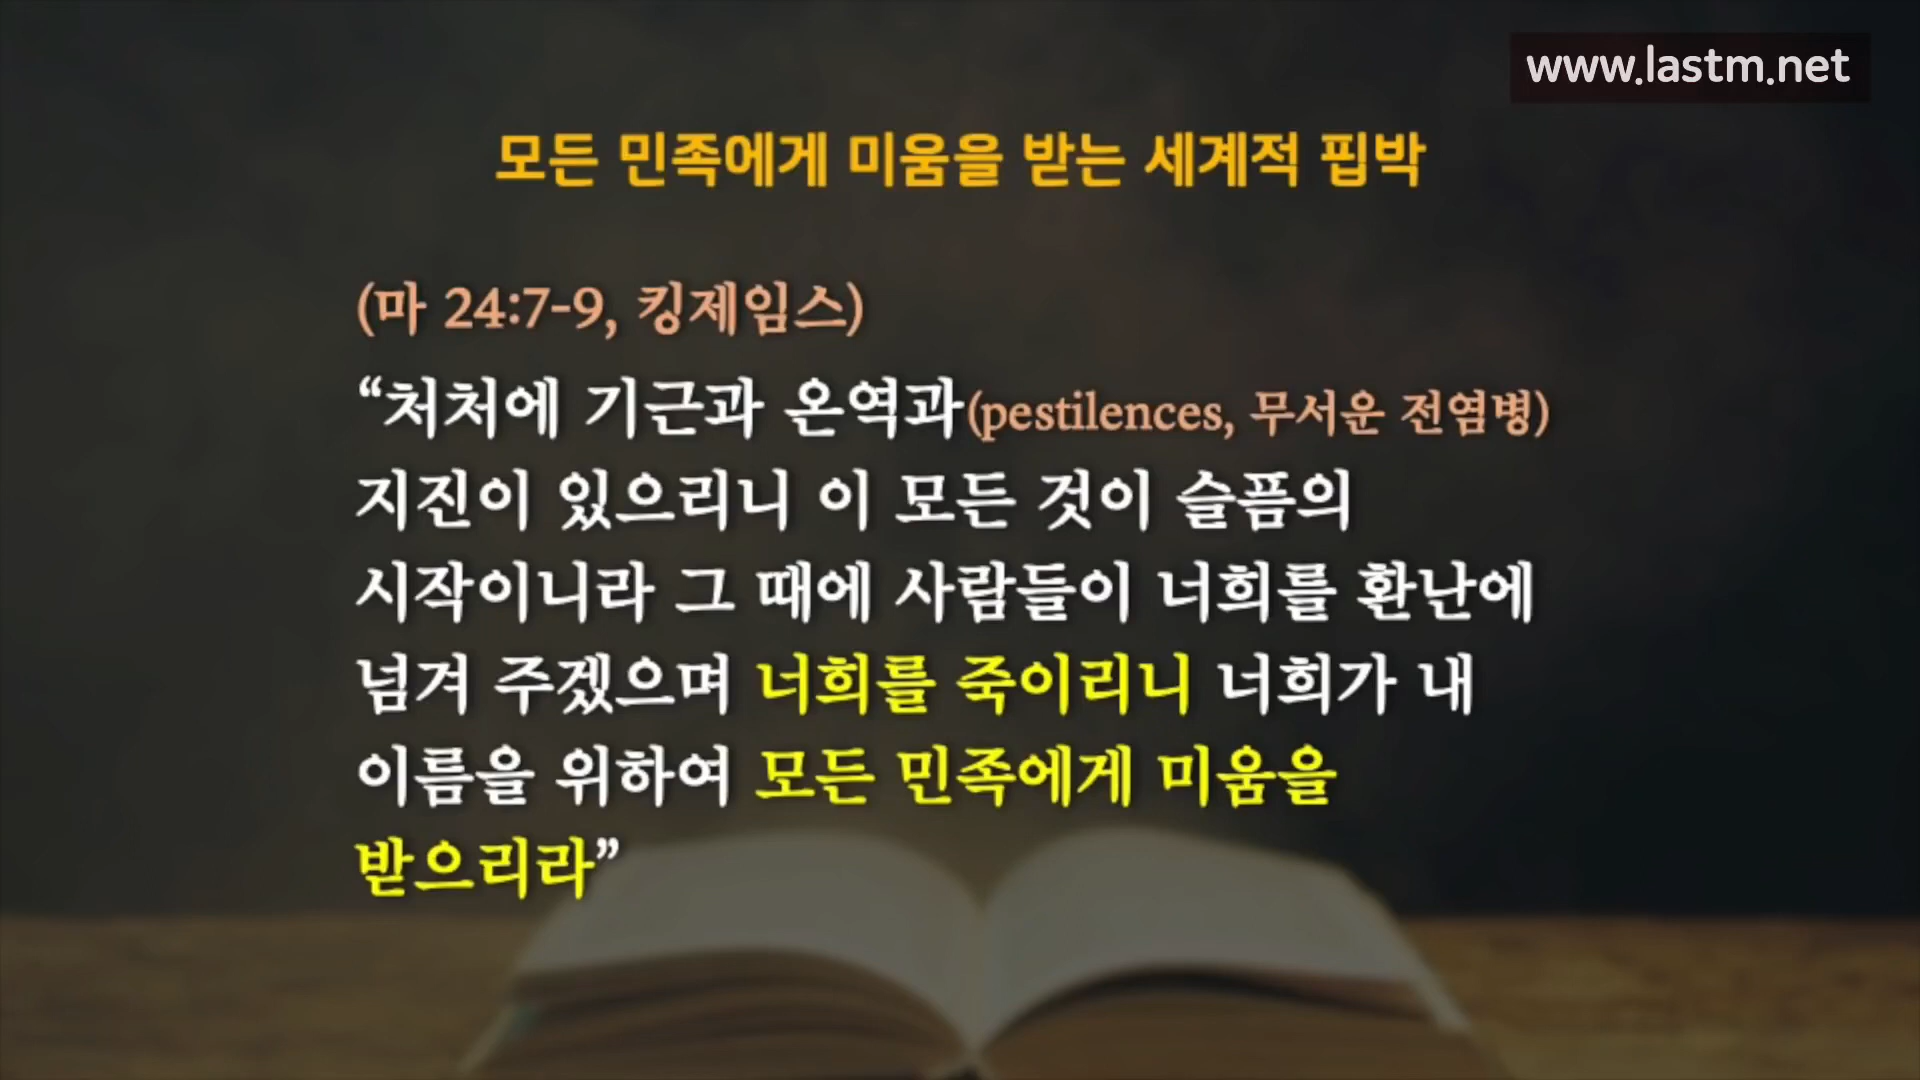 www.lastm.net
모든 민족에게 미움을 받는 세계적 핍박
(마 24:7-9, 킹제임스)
“처처에 기근과 온역과(pestilences, 무서운 전염병)
지진이 있으리니 이 모든 것이 슬픔의
시작이니라 그 때에 사람들이 너희를 환난에
넘겨 주겠으며 너희를 죽이리니 너희가 내
이름을 위하여 모든 민족에게 미움을
받으리라”